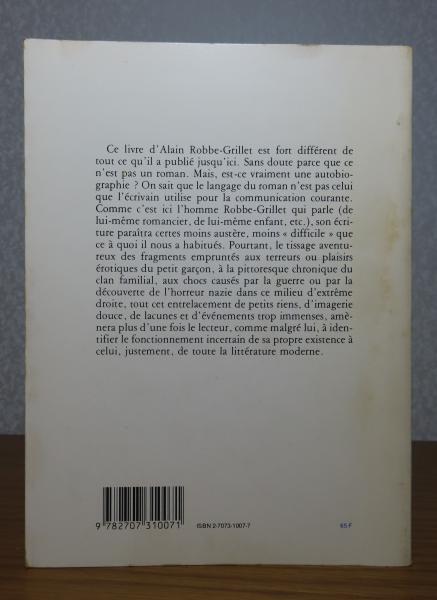 Ce livre d'Alain Robbe-Grillet est fort différent de
tout ce qu'il a publié jusqu'ici. Sans doute parce que ce
n'est pas un roman. Mais, est-ce vraiment une autobio-
graphie ? On sait que le langage du roman n'est pas celui
que l'écrivain utilise pour la communication courante.
Comme c'est ici l'homme Robbe-Grillet qui parle (de
lui-même romancier, de lui-même enfant, etc.), son écri-
ture paraîtra certes moins austère, moins « difficile » que
ce à quoi il nous a habitués. Pourtant, le tissage aventu-
reux des fragments empruntés aux terreurs ou plaisirs
érotiques du petit garçon, à la pittoresque chronique du
clan familial, aux chocs causés par la guerre ou par la
découverte de l'horreur nazie dans ce milieu d'extrême
droite, tout cet entrelacement de petits riens, d'imagerie
douce, de lacunes et d'événements trop immenses, amè-
nera plus d'une fois le lecteur, comme malgré lui, à iden-
tifier le fonctionnement incertain de sa propre existence à
celui, justement, de toute la littérature moderne.
9 782707 310071
ISBN 2-7073-1007-7
65 F